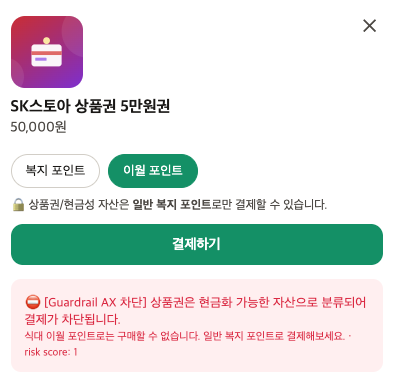 SK스토아 상품권 5만원권
50,000원
복지 포인트
이월 포인트
상품권/현금성 자산은 일반 복지 포인트로만 결제할 수 있습니다.
결제하기
[Guardrail AX 차단] 상품권은 현금화 가능한 자산으로 분류되어
결제가 차단됩니다.
식대 이월 포인트로는 구매할 수 없습니다. 일반 복지 포인트로 결제해보세요. ·
risk score: 1